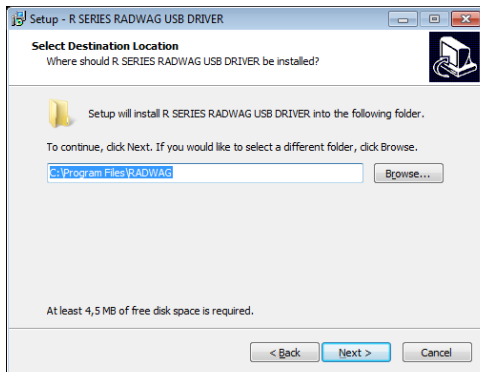 Setup - R SERIES RADWAG USB DRIVER
Select Destination Location
Where should R SERIES RADWAG USB DRIVER be installed?
Setup will install R SERIES RADWAG USB DRIVER into the following folder.
To continue, click Next. If you would like to select a different folder, click Browse.
C:\Program Files\RADWAG
Browse...
At least 4,5 MB of free disk space is required.
< Back
Next >
Cancel